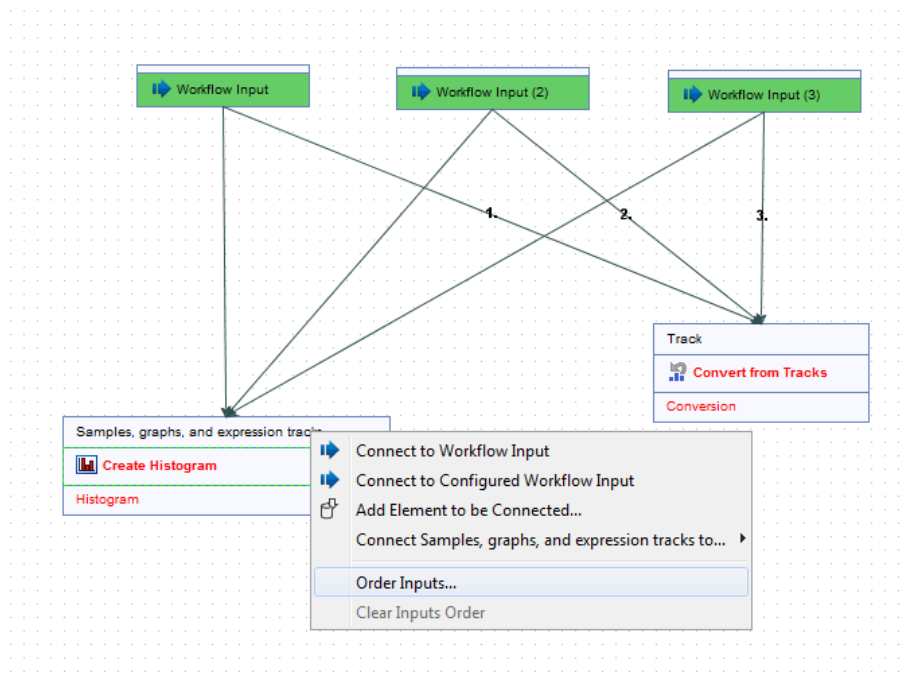 Workflow Input
Workflow Input (2)
Workflow Input (3)
1.
2.
3.
Track
Convert from Tracks
Conversion
Samples, graphs, and expression tracks
Create Histogram
Histogram
Connect to Workflow Input
Connect to Configured Workflow Input
Add Element to be Connected...
Connect Samples, graphs, and expression tracks to...
Order Inputs...
Clear Inputs Order